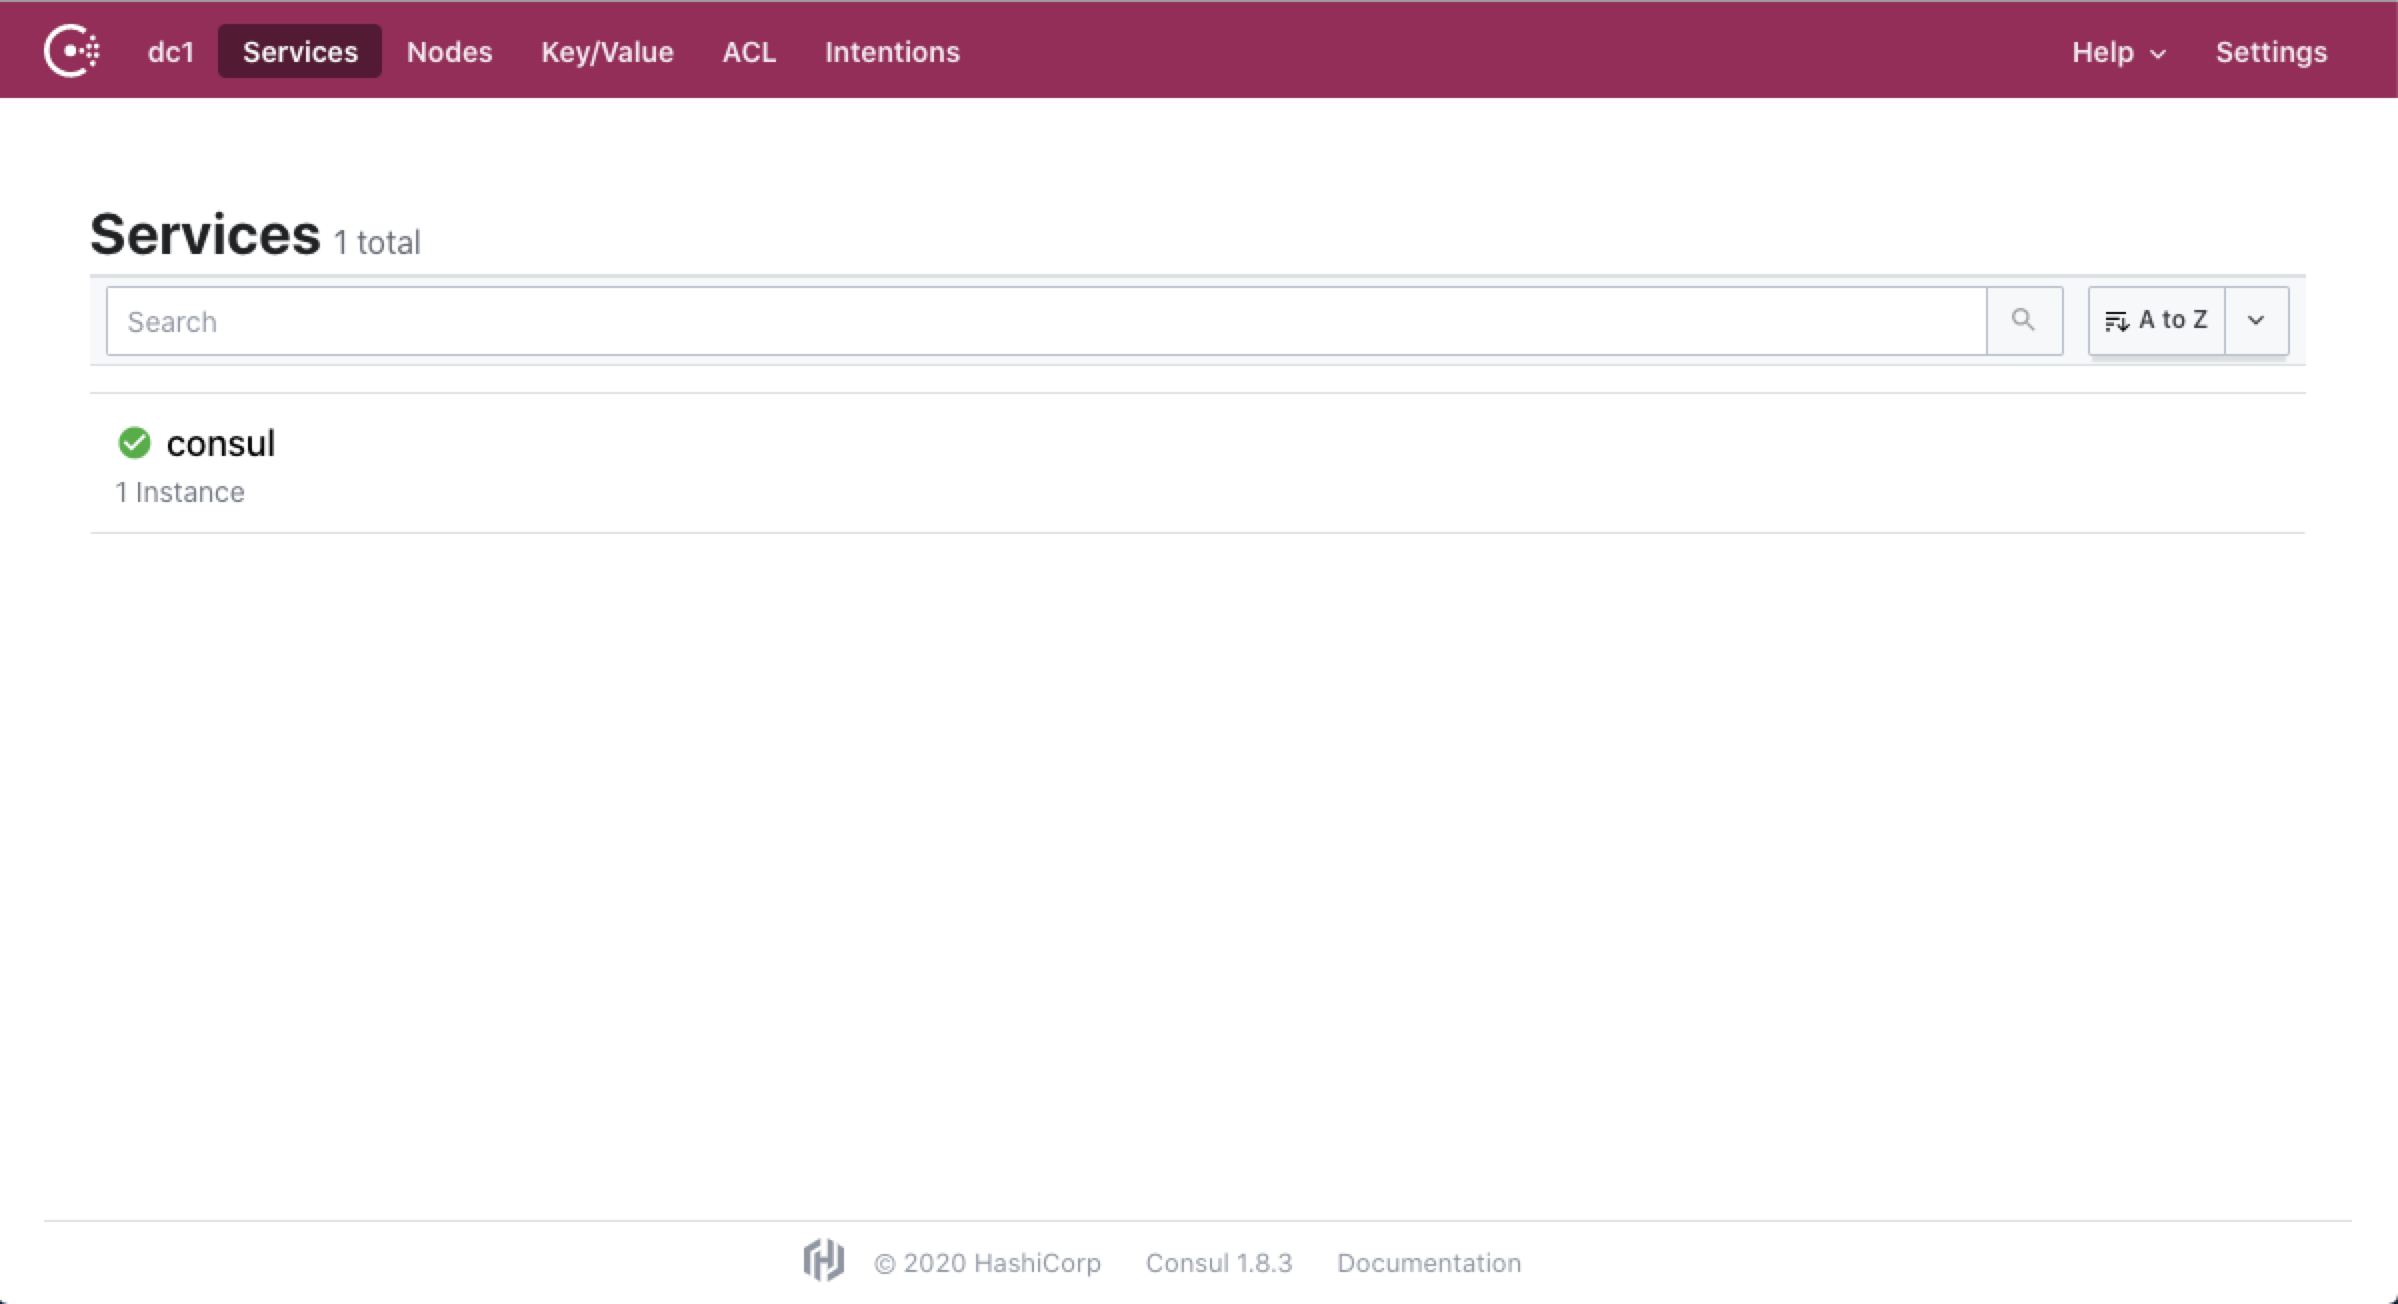 dc1 Services Nodes Key/Value ACL Intentions Help Settings
Services 1 total
Search A to Z
consul
1 Instance
© 2020 HashiCorp Consul 1.8.3 Documentation